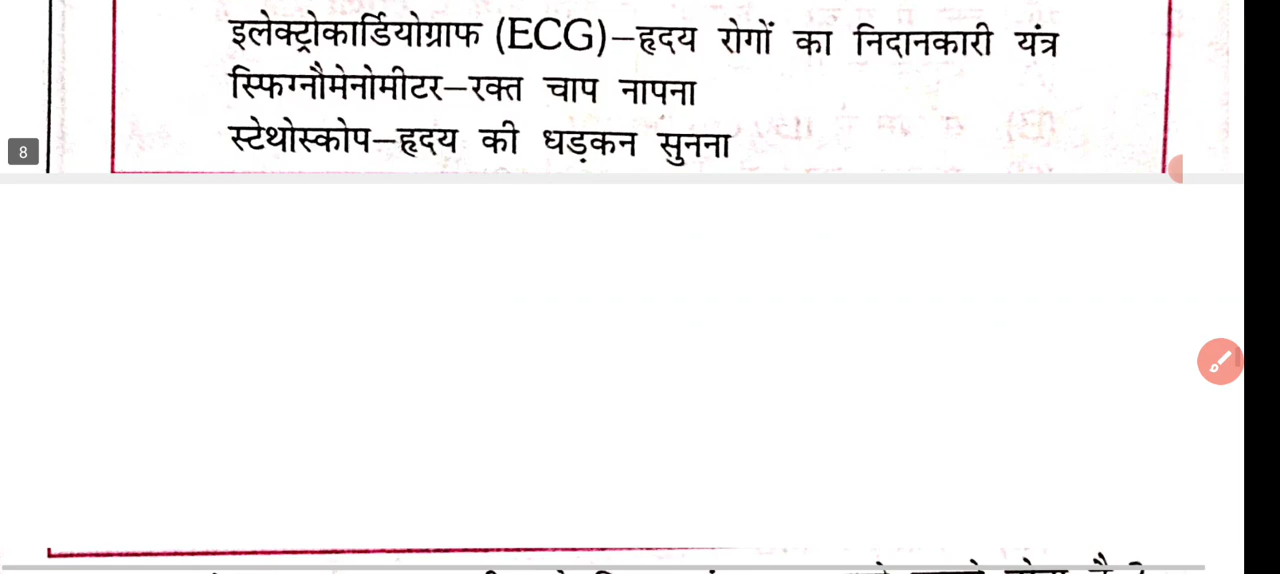 इलेक्ट्रोकार्डियोग्राफ (ECG)–हृदय रोगों का निदानकारी यंत्र
स्फिग्नौमेनोमीटर–रक्त चाप नापना
स्टेथोस्कोप–हृदय की धड़कन सुनना
8